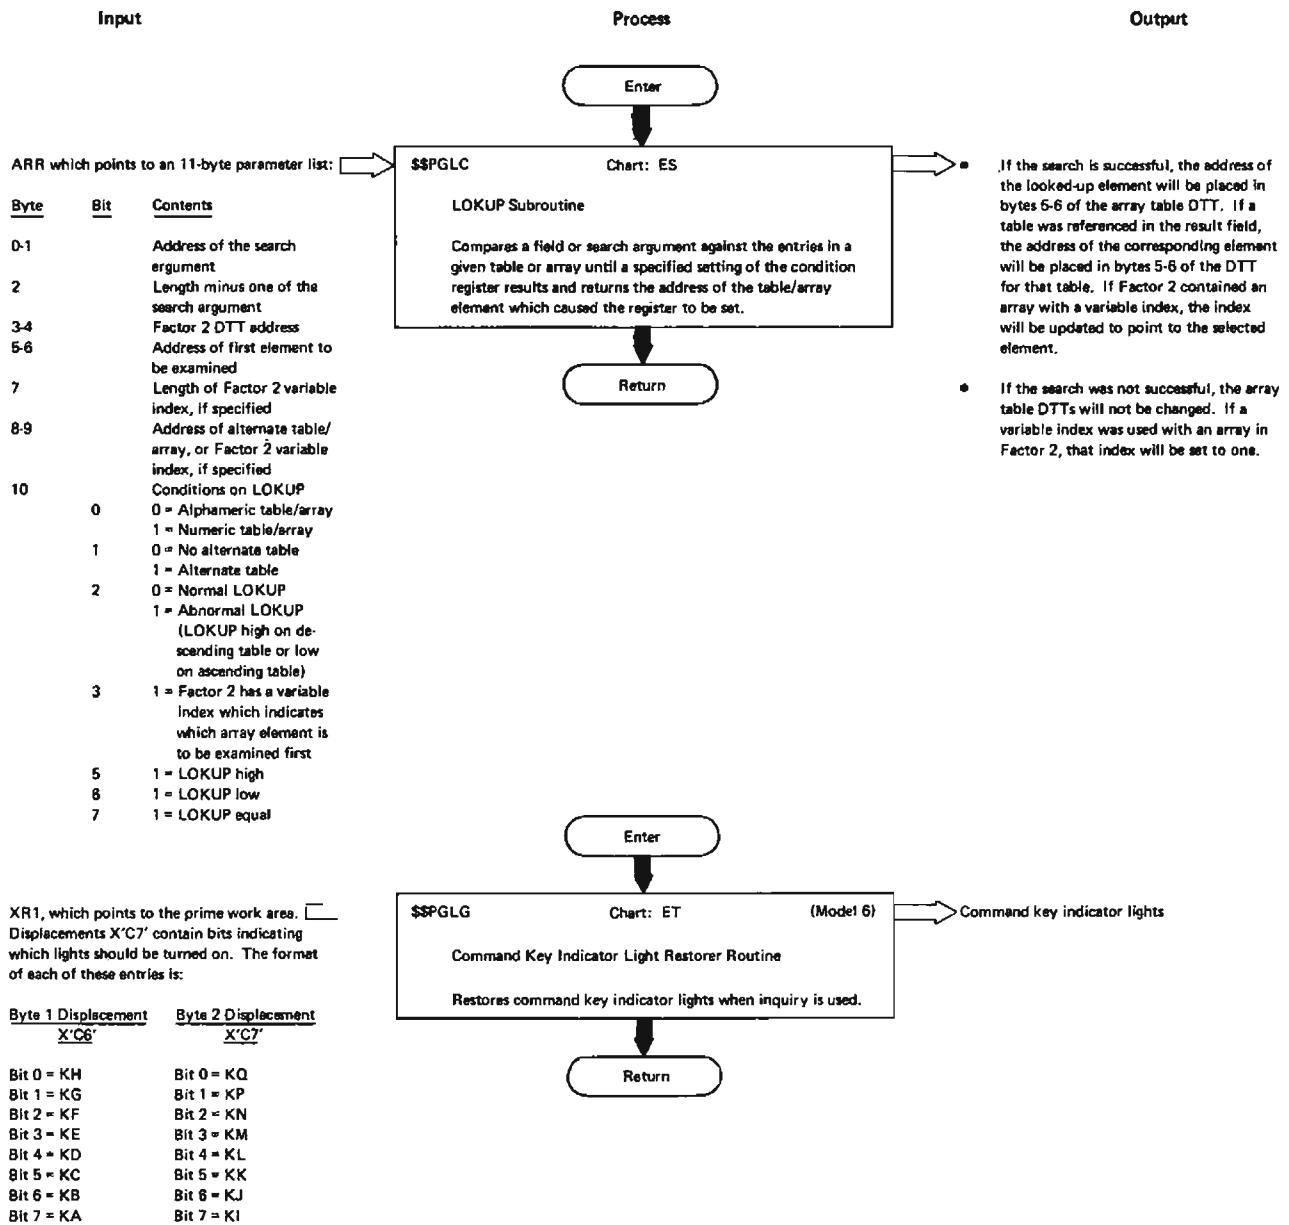 Input
Process
Output
Enter
ARR which points to an 11-byte parameter list:
Byte Bit Contents
0-1 Address of the search
ergument
2 Length minus one of the
search argument
3-4 Factor 2 DTT address
5-6 Address of first element to
be examined
7 Length of Factor 2 variable
index, if specified
8-9 Address of alternate table/
array, or Factor 2 variable
index, if specified
10 Conditions on LOKUP
0 0 = Alphameric table/array
1 = Numeric table/array
1 0 = No alternate table
1 = Alternate table
2 0 = Normal LOKUP
1 = Abnormal LOKUP
(LOKUP high on de-
scending table or low
on ascending table)
3 1 = Factor 2 has a variable
index which indicates
which array element is
to be examined first
5 1 = LOKUP high
6 1 = LOKUP low
7 1 = LOKUP equal
$$PGLC Chart: ES
LOKUP Subroutine
Compares a field or search argument against the entries in a
given table or array until a specified setting of the condition
register results and returns the address of the table/array
element which caused the register to be set.
Return
• If the search is successful, the address of
the looked-up element will be placed in
bytes 5-6 of the array table DTT. If a
table was referenced in the result field,
the address of the corresponding element
will be placed in bytes 5-6 of the DTT
for that table. If Factor 2 contained an
array with a variable index, the index
will be updated to point to the selected
element.
• If the search was not successful, the array
table DTTs will not be changed. If a
variable index was used with an array in
Factor 2, that index will be set to one.
Enter
XR1, which points to the prime work area.
Displacements X'C7' contain bits indicating
which lights should be turned on. The format
of each of these entries is:
Byte 1 Displacement Byte 2 Displacement
X'C6' X'C7'
Bit 0 = KH Bit 0 = KQ
Bit 1 = KG Bit 1 = KP
Bit 2 = KF Bit 2 = KN
Bit 3 = KE Bit 3 = KM
Bit 4 = KD Bit 4 = KL
Bit 5 = KC Bit 5 = KK
Bit 6 = KB Bit 6 = KJ
Bit 7 = KA Bit 7 = KI
$$PGLG Chart: ET (Model 6)
Command Key Indicator Light Restorer Routine
Restores command key indicator lights when inquiry is used.
Return
Command key indicator lights